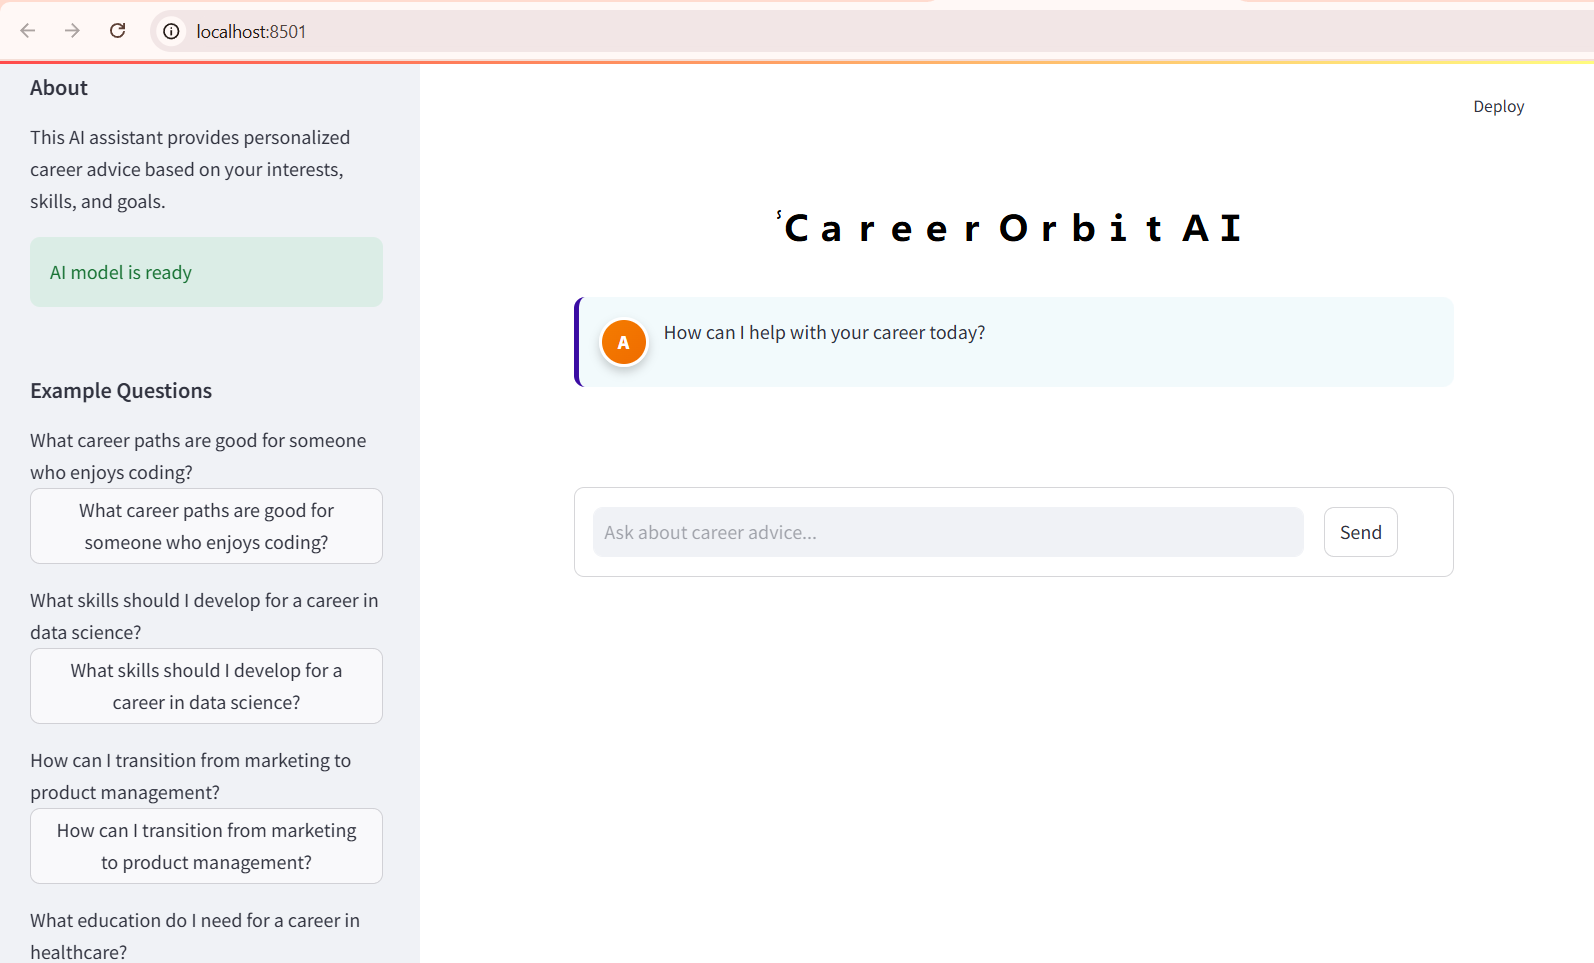 localhost:8501
About
This AI assistant provides personalized
career advice based on your interests,
skills, and goals.
AI model is ready
Example Questions
What career paths are good for someone
who enjoys coding?
What career paths are good for
someone who enjoys coding?
What skills should I develop for a career in
data science?
What skills should I develop for a
career in data science?
How can I transition from marketing to
product management?
How can I transition from marketing
to product management?
What education do I need for a career in
healthcare?
Deploy
Career Orbit AI
A
How can I help with your career today?
Ask about career advice...
Send